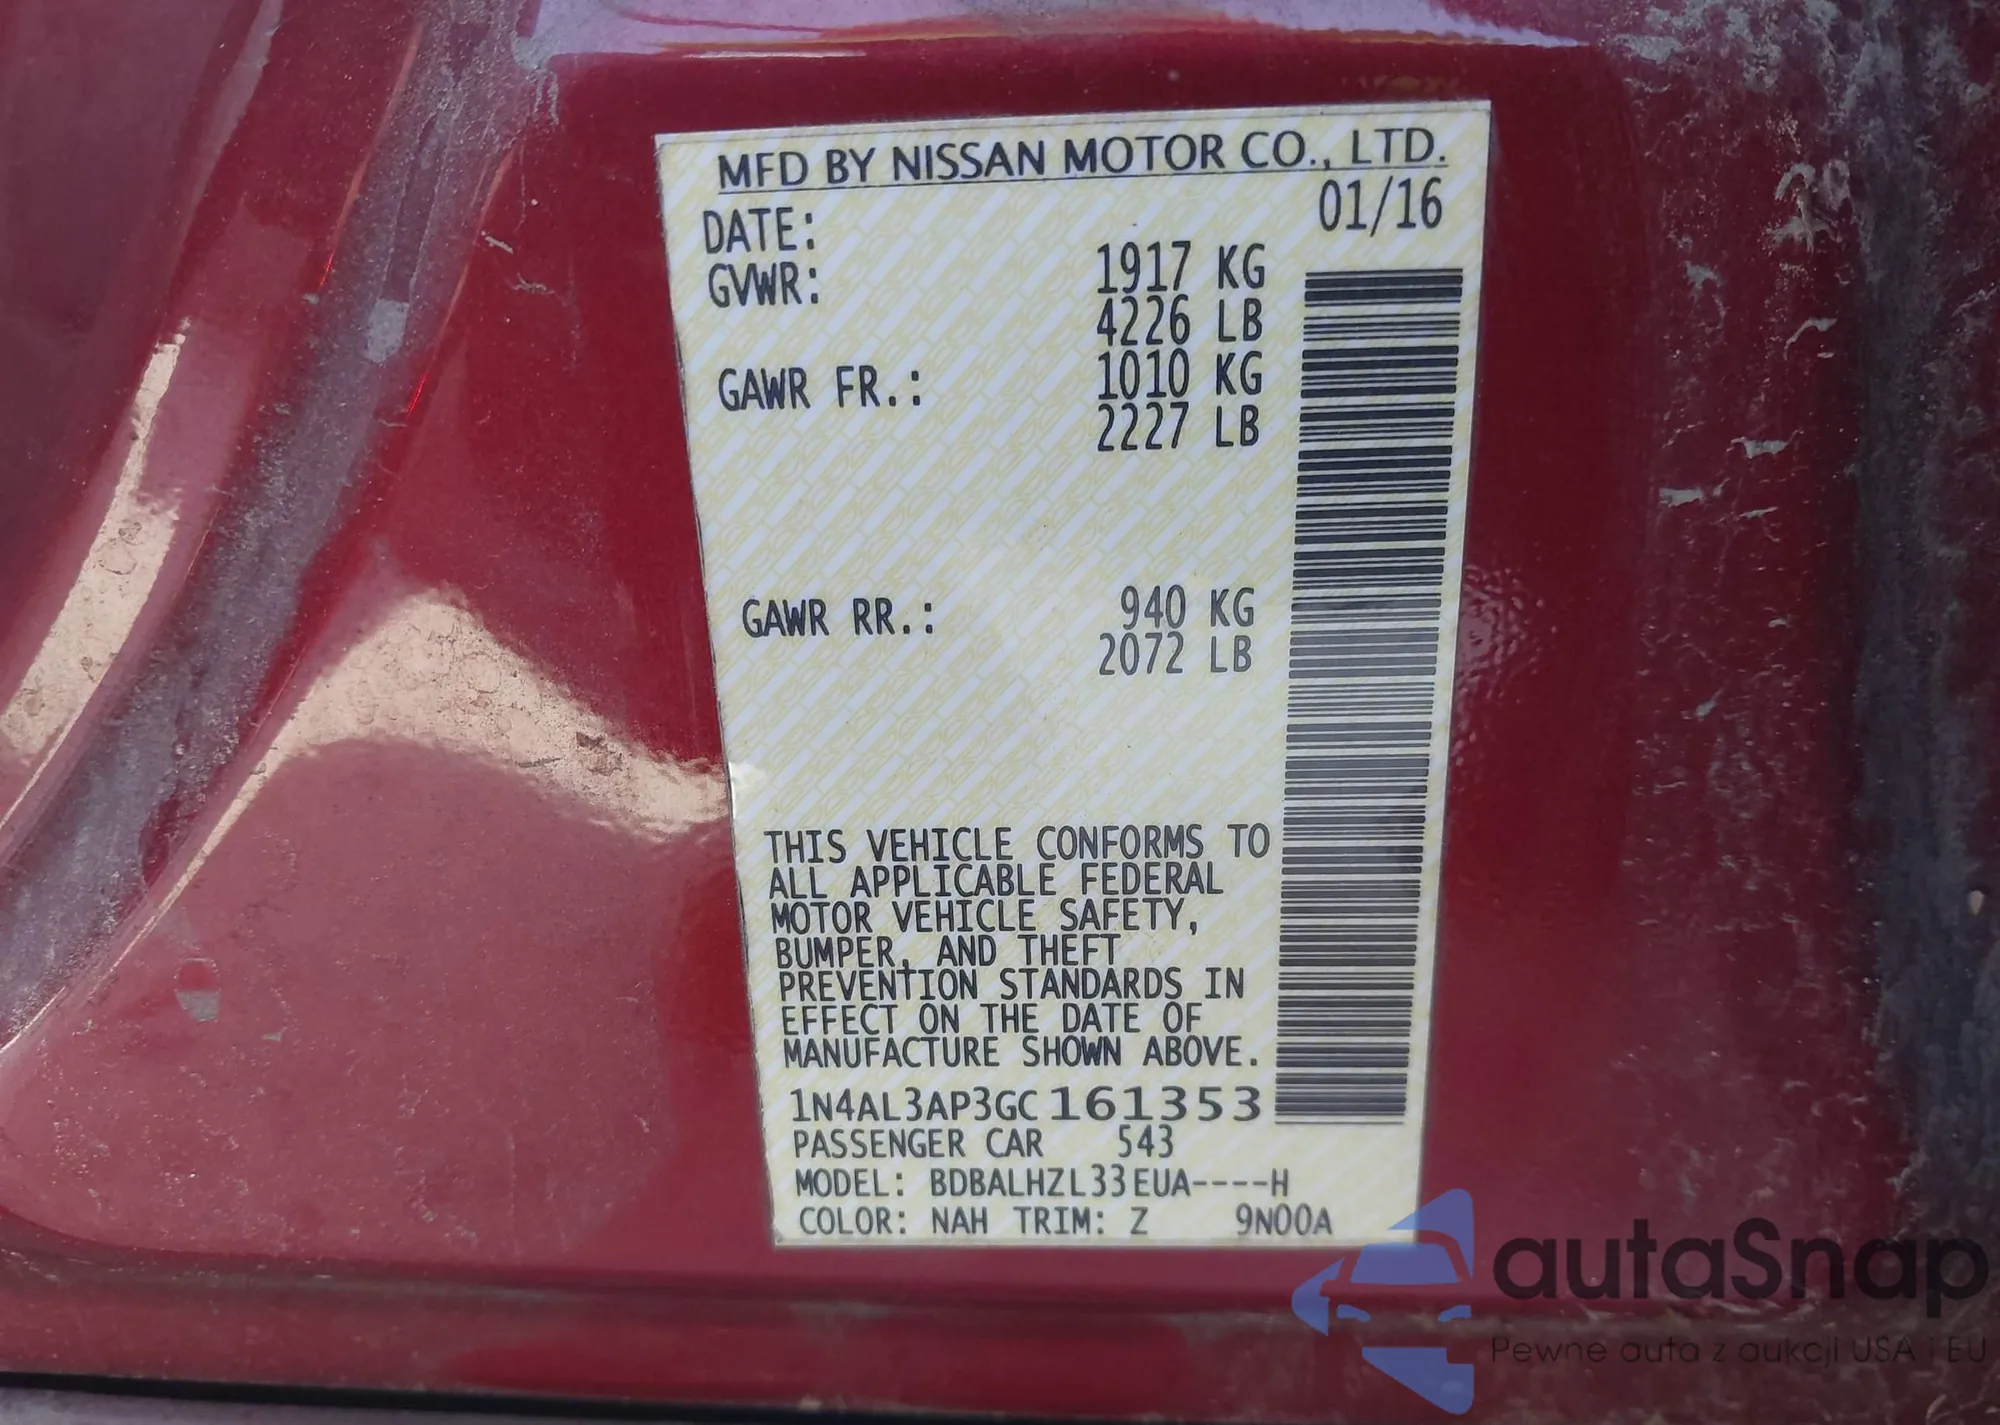 MFD BY NISSAN MOTOR CO., LTD.
DATE: 01/16
GVWR: 1917 KG
4226 LB
GAWR FR.: 1010 KG
2227 LB
GAWR RR.: 940 KG
2072 LB
THIS VEHICLE CONFORMS TO
ALL APPLICABLE FEDERAL
MOTOR VEHICLE SAFETY,
BUMPER, AND THEFT
PREVENTION STANDARDS IN
EFFECT ON THE DATE OF
MANUFACTURE SHOWN ABOVE.
1N4AL3AP3GC161353
PASSENGER CAR 543
MODEL: BDBALHZL33EUA----H
COLOR: NAH TRIM: Z 9N00A
autaSnap
Pewne auta z aukcji USA i EU